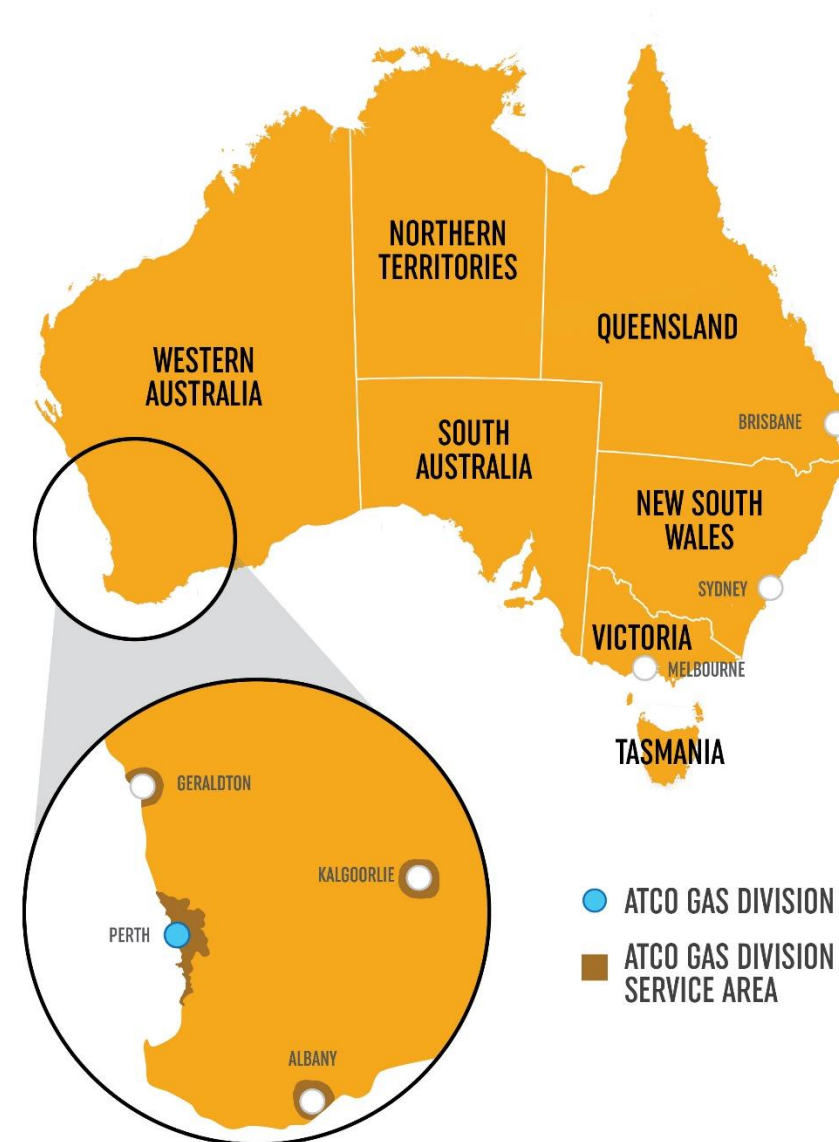 NORTHERN
TERRITORIES
QUEENSLAND
WESTERN
AUSTRALIA
BRISBANE
SOUTH
AUSTRALIA
NEW SOUTH
WALES
SYDNEY
VICTORIA
MELBOURNE
TASMANIA
GERALDTON
KALGOORLIE
PERTH
ALBANY
ATCO GAS DIVISION
ATCO GAS DIVISION
SERVICE AREA